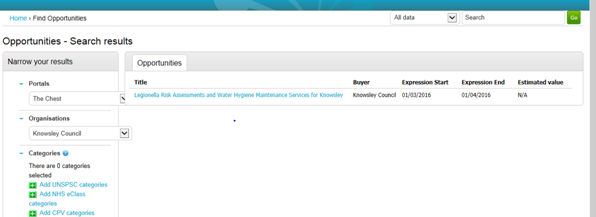 Home › Find Opportunities
All data
Search
Go
Opportunities - Search results
Narrow your results
Portals
The Chest
Organisations
Knowsley Council
Categories ?
There are 0 categories
selected
Add UNSPSC categories
Add NHS eClass
categories
Add CPV categories
Opportunities
Title Buyer Expression Start Expression End Estimated value
Legionella Risk Assessments and Water Hygiene Maintenance Services for Knowsley Knowsley Council 01/03/2016 01/04/2016 N/A